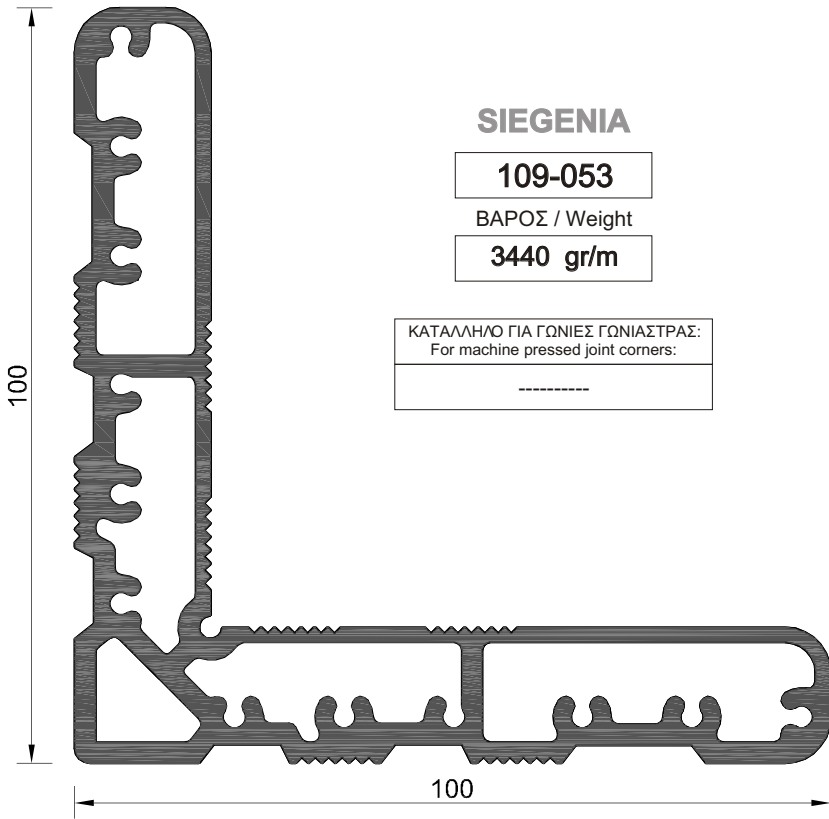 SIEGENIA
109-053
ΒΑΡΟΣ / Weight
3440 gr/m
ΚΑΤΑΛΛΗΛΟ ΓΙΑ ΓΩΝΙΕΣ ΓΩΝΙΑΣΤΡΑΣ:
For machine pressed joint corners:
----------
100
100